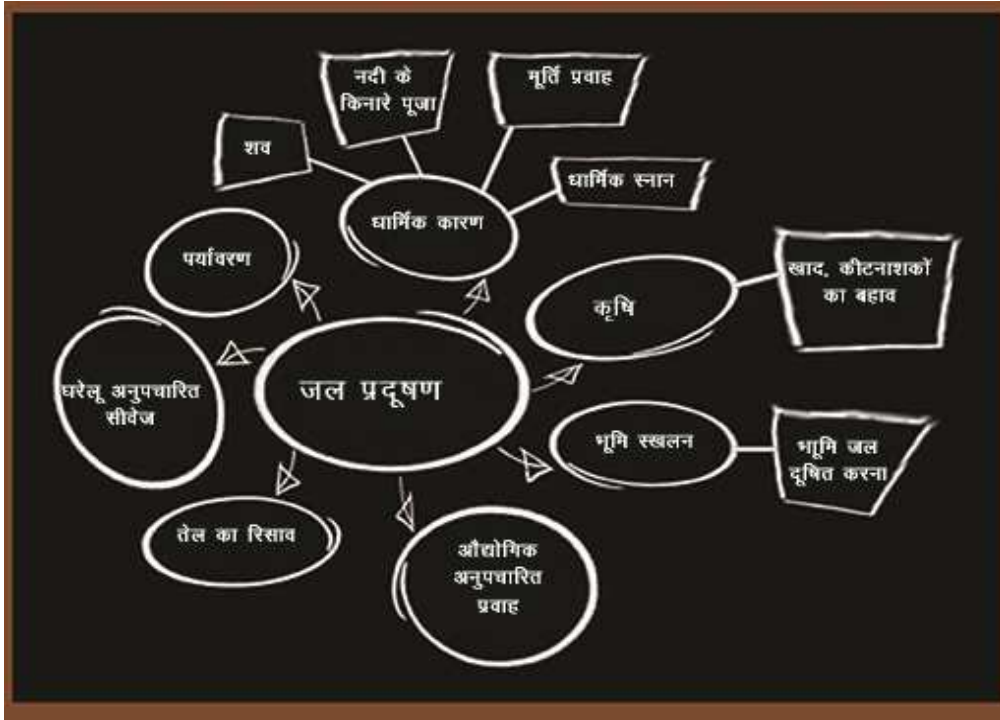 नदी के
किनारे पूजा
मूर्ति प्रवाह
शव
धार्मिक स्नान
धार्मिक कारण
पर्यावरण
खाद, कीटनाशकों
का बहाव
कृषि
घरेलू अनुपचारित
सीवेज
जल प्रदूषण
भूमि स्खलन
भाूमि जल
दूषित करना
तेल का रिसाव
औद्योगिक
अनुपचारित
प्रवाह